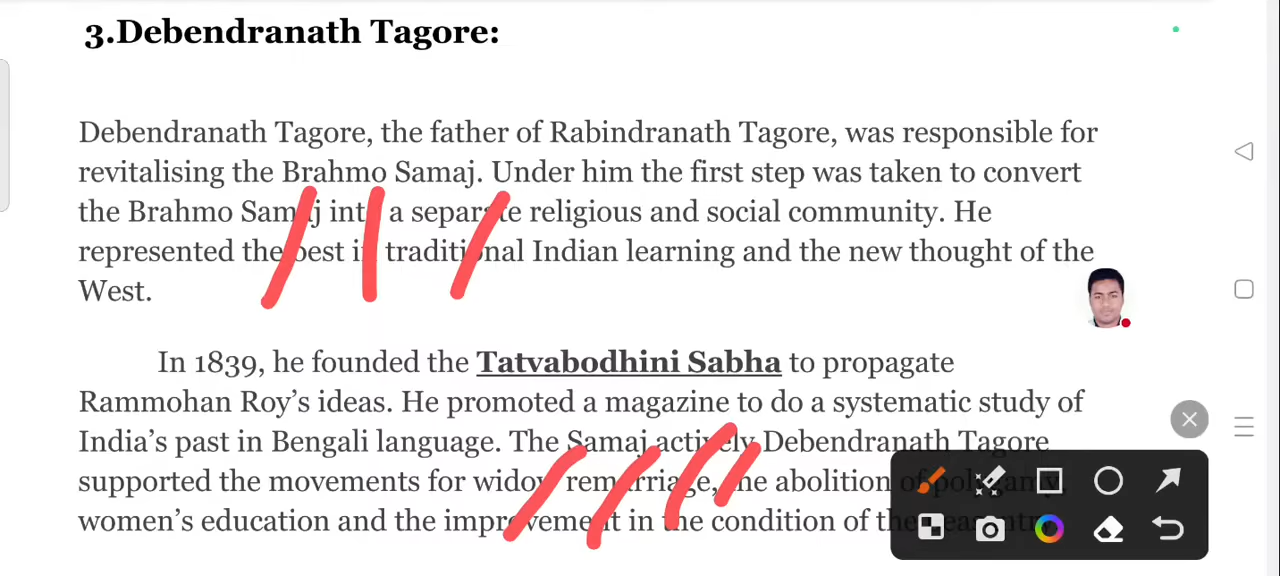 3.Debendranath Tagore:
Debendranath Tagore, the father of Rabindranath Tagore, was responsible for
revitalising the Brahmo Samaj. Under him the first step was taken to convert
the Brahmo Samaj into a separate religious and social community. He
represented the best in traditional Indian learning and the new thought of the
West.
In 1839, he founded the Tatvabodhini Sabha to propagate
Rammohan Roy’s ideas. He promoted a magazine to do a systematic study of
India’s past in Bengali language. The Samaj actively Debendranath Tagore
supported the movements for widow remarriage, the abolition of polygamy,
women’s education and the improvement in the condition of the peasantry